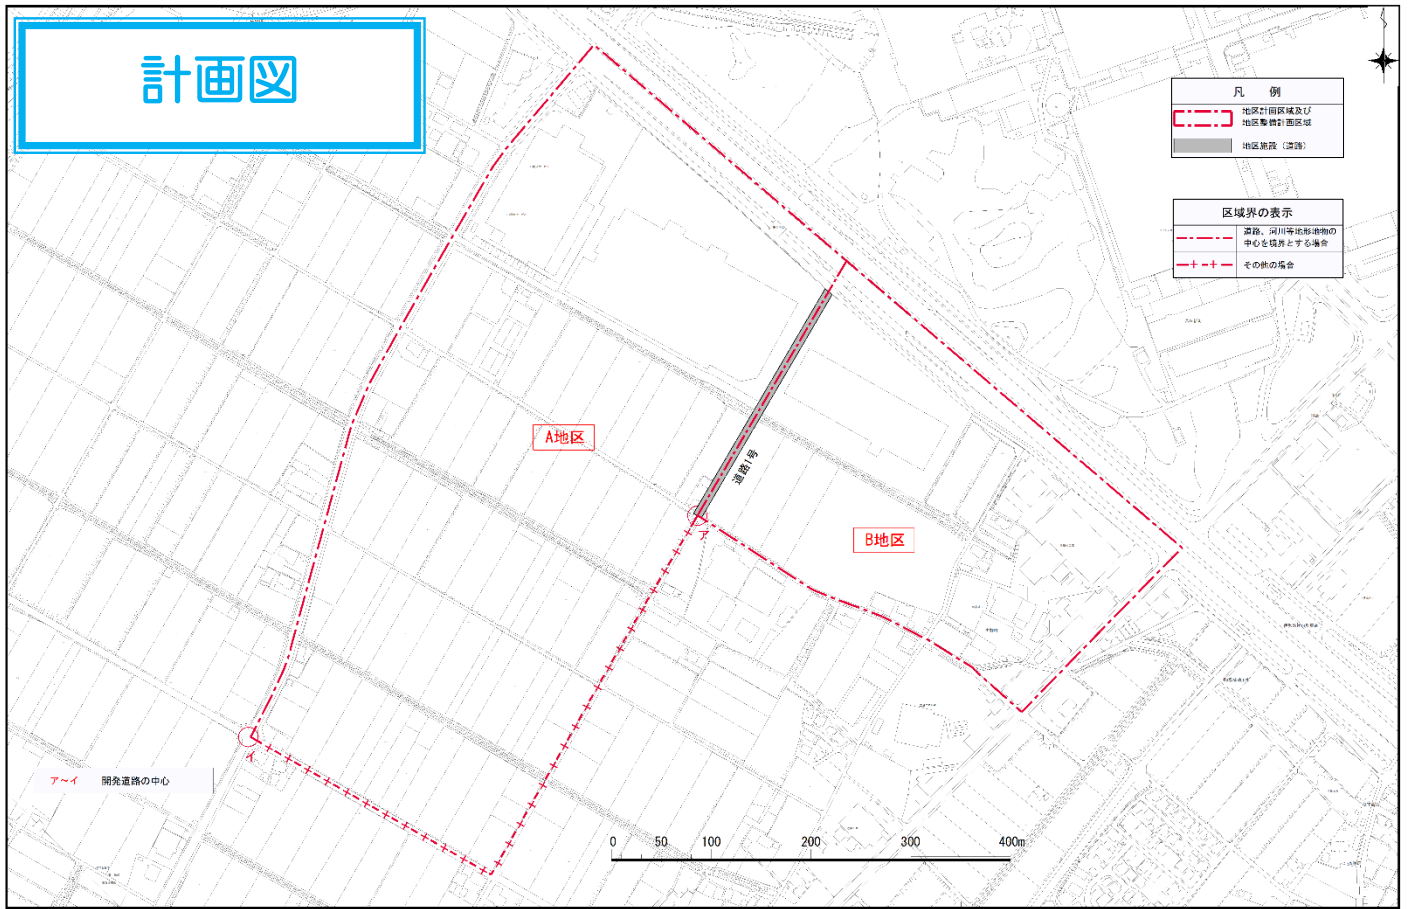 計画図
凡 例
地区計画区域及び
地区整備計画区域
地区施設（道路）
区域界の表示
道路、河川等地形地物の
中心を境界とする場合
その他の場合
A地区
道路1号
B地区
ア
イ
ア～イ 開発道路の中心
0 50 100 200 300 400m